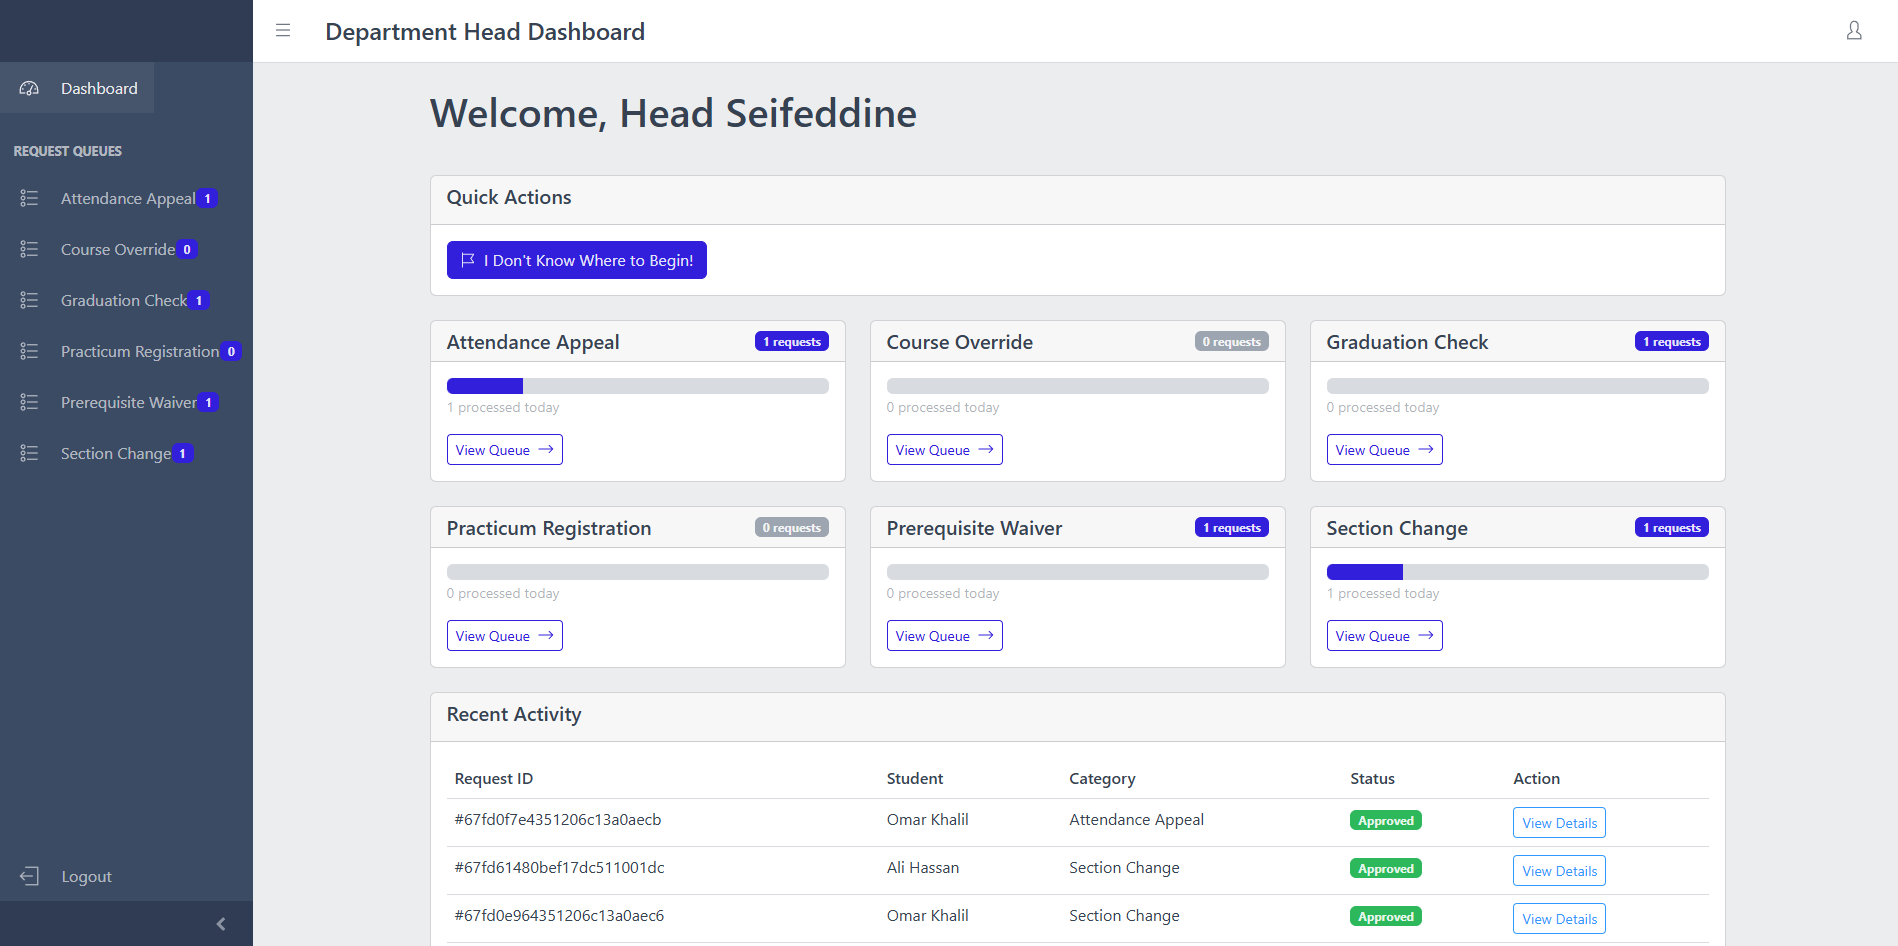 Department Head Dashboard
Dashboard
REQUEST QUEUES
Attendance Appeal 1
Course Override 0
Graduation Check 1
Practicum Registration 0
Prerequisite Waiver 1
Section Change 1
Logout
Welcome, Head Seifeddine
Quick Actions
I Don't Know Where to Begin!
Attendance Appeal 1 requests
1 processed today
View Queue
Course Override 0 requests
0 processed today
View Queue
Graduation Check 1 requests
0 processed today
View Queue
Practicum Registration 0 requests
0 processed today
View Queue
Prerequisite Waiver 1 requests
0 processed today
View Queue
Section Change 1 requests
1 processed today
View Queue
Recent Activity
Request ID Student Category Status Action
#67fd0f7e4351206c13a0aecb Omar Khalil Attendance Appeal Approved View Details
#67fd61480bef17dc511001dc Ali Hassan Section Change Approved View Details
#67fd0e964351206c13a0aec6 Omar Khalil Section Change Approved View Details